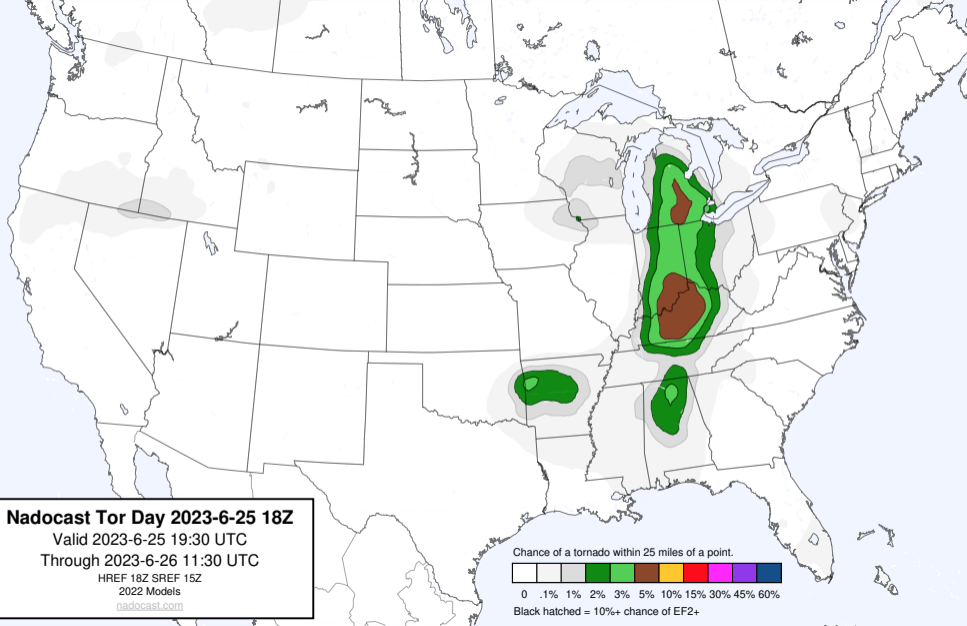 Nadocast Tor Day 2023-6-25 18Z
Valid 2023-6-25 19:30 UTC
Through 2023-6-26 11:30 UTC
HREF 18Z SREF 15Z
2022 Models
nadocast.com
Chance of a tornado within 25 miles of a point.
0 .1% 1% 2% 3% 5% 10% 15% 30% 45% 60%
Black hatched = 10%+ chance of EF2+